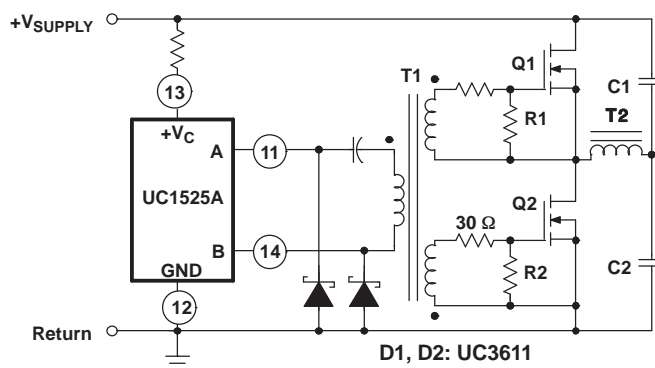 +VSUPPLY
Q1
T1
C1
13
R1
T2
+VC
A
11
UC1525A
Q2
30 Ω
B
14
R2
C2
GND
12
Return
D1, D2: UC3611